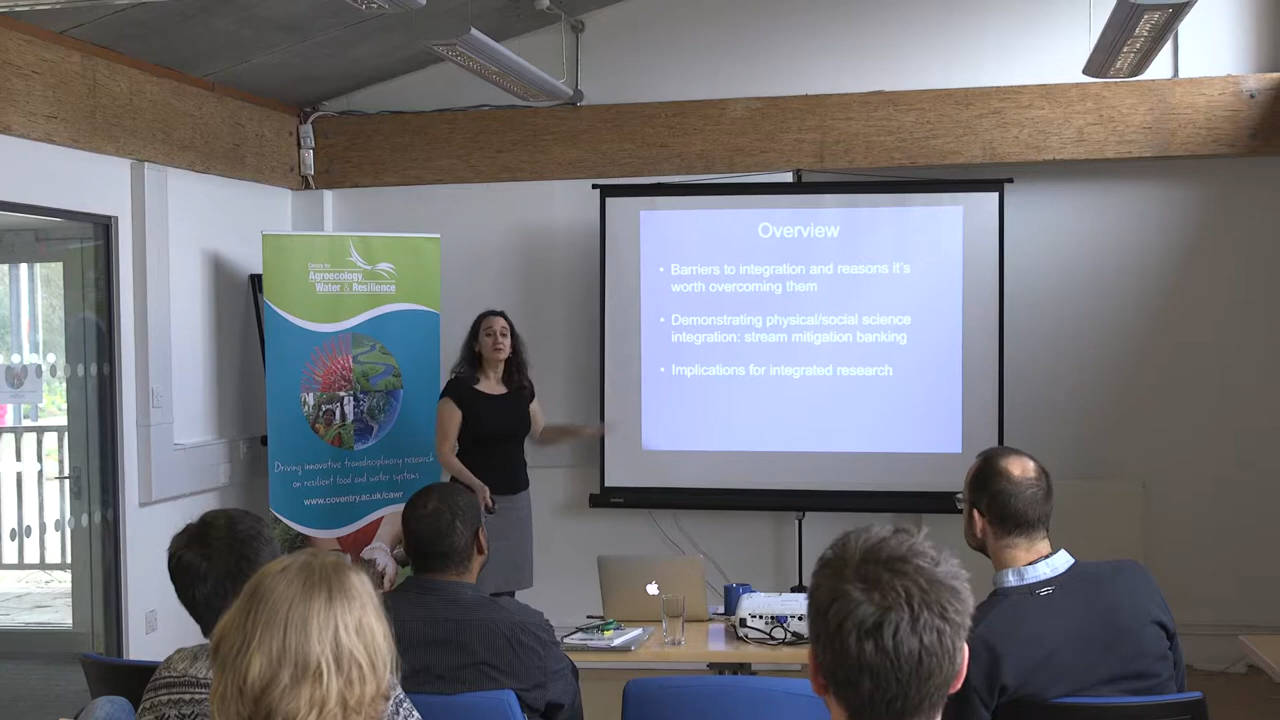 Centre for
Agroecology,
Water & Resilience
Driving innovative transdisciplinary research
on resilient food and water systems
www.coventry.ac.uk/cawr
Overview
• Barriers to integration and reasons it's
worth overcoming them
• Demonstrating physical/social science
integration: stream mitigation banking
• Implications for integrated research